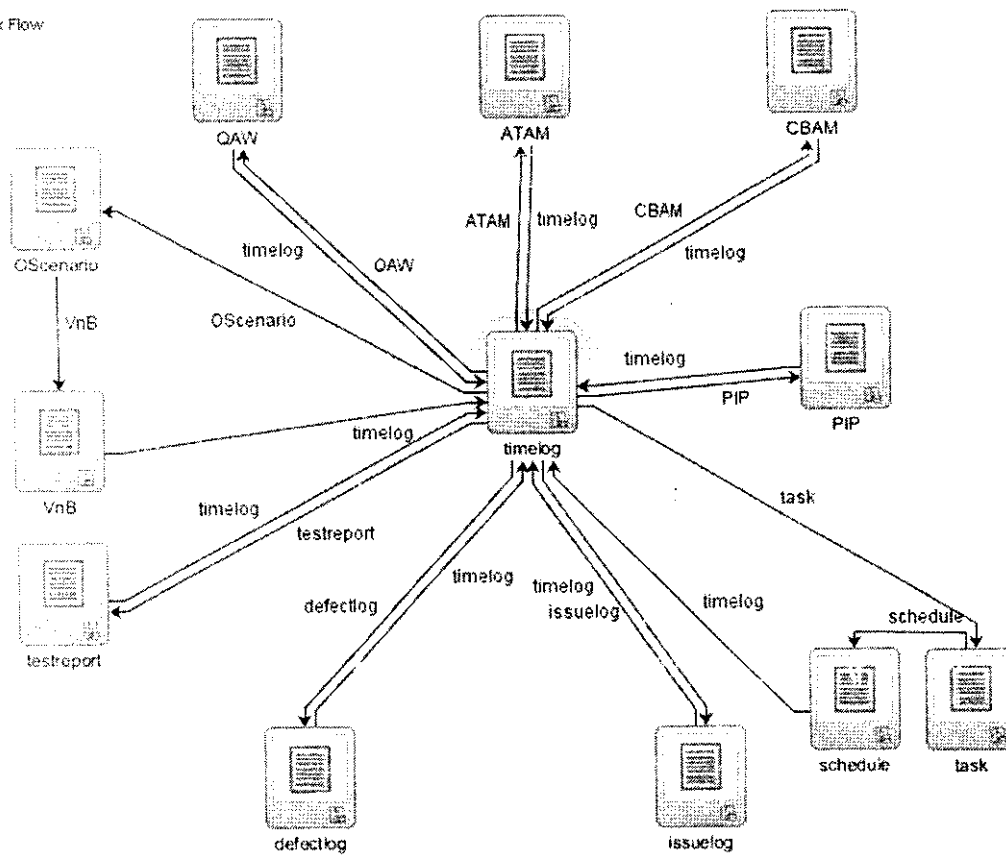 Flow
QAW
ATAM
CBAM
OScenario
ATAM
timelog
CBAM
timelog
timelog
QAW
VnB
OScenario
timelog
PIP
PIP
timelog
timelog
VnB
timelog
testreport
task
timelog
defectlog
timelog
issuelog
timelog
schedule
testreport
schedule
task
defectlog
issuelog